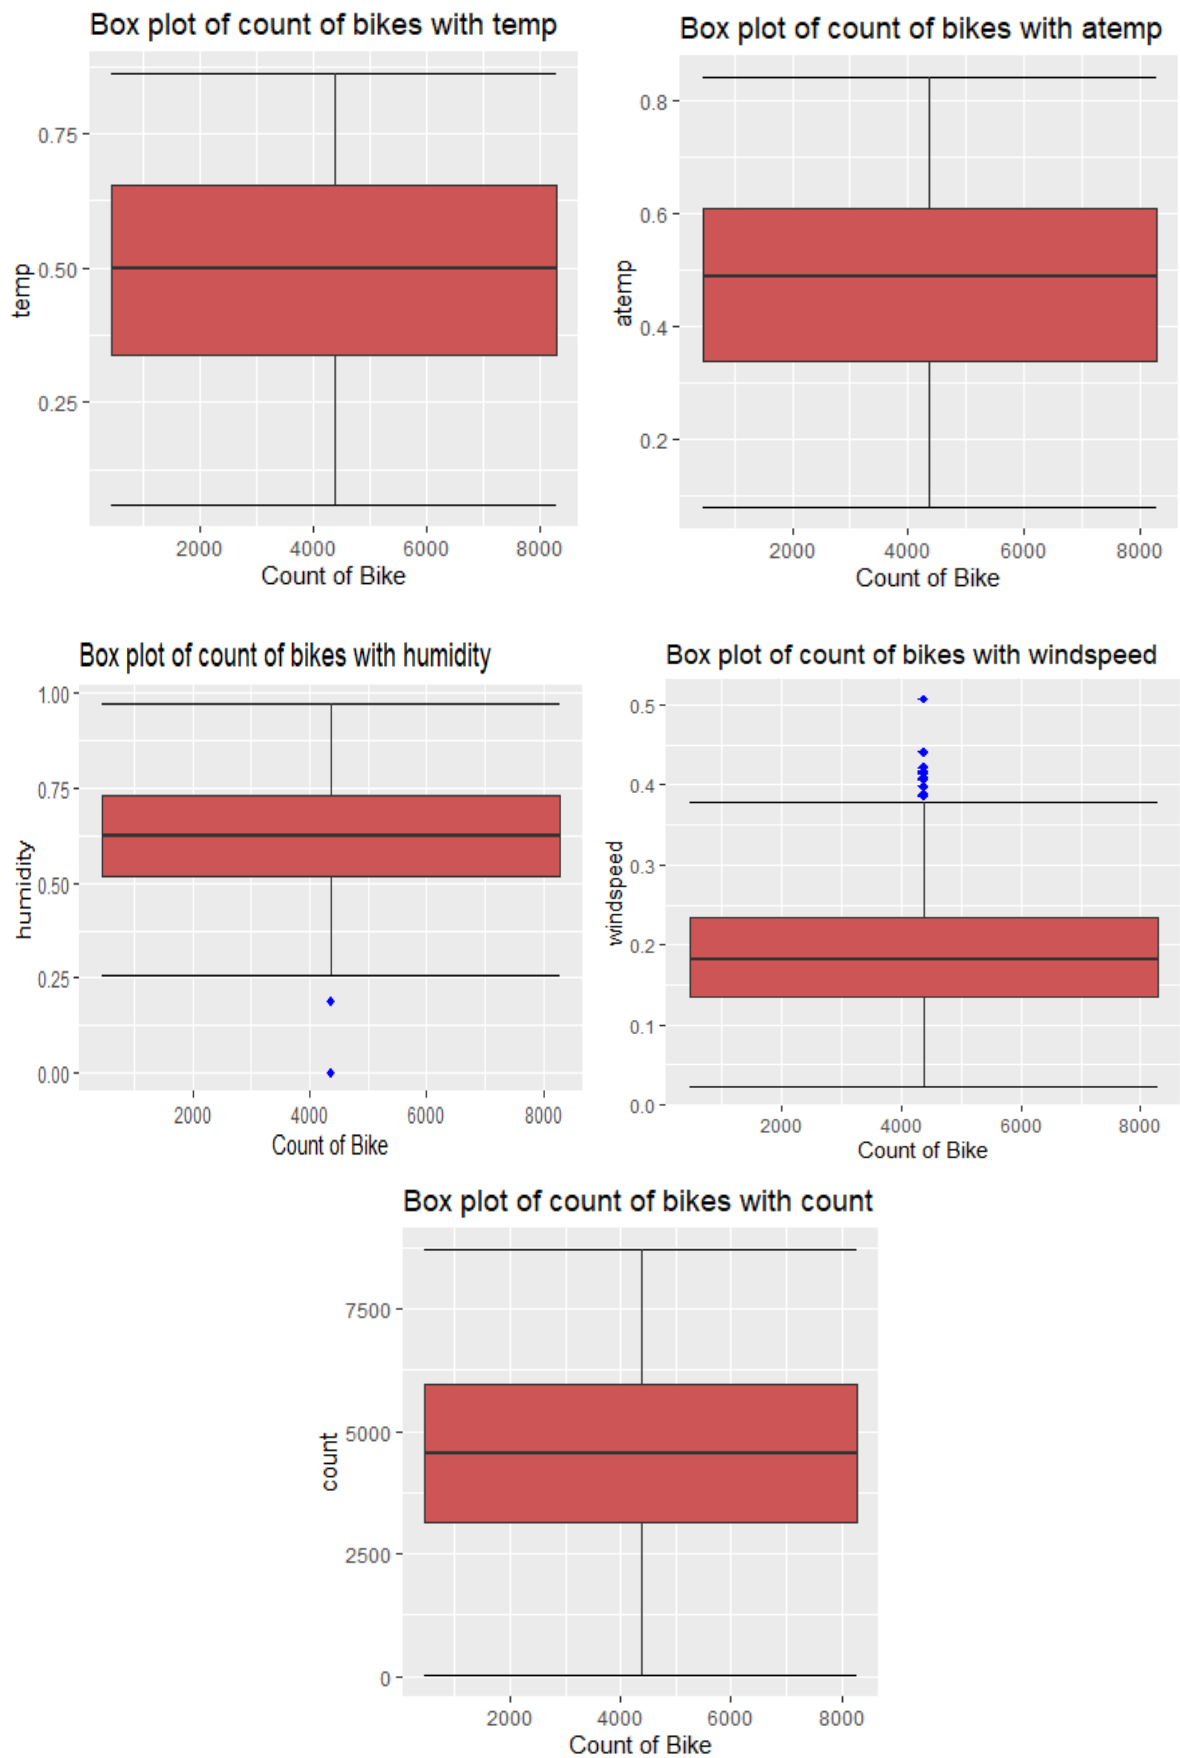 Box plot of count of bikes with temp
0.75
0.50
0.25
temp
2000 4000 6000 8000
Count of Bike
Box plot of count of bikes with atemp
0.8
0.6
0.4
0.2
atemp
2000 4000 6000 8000
Count of Bike
Box plot of count of bikes with humidity
1.00
0.75
0.50
0.25
0.00
humidity
2000 4000 6000 8000
Count of Bike
Box plot of count of bikes with windspeed
0.5
0.4
0.3
0.2
0.1
0.0
windspeed
2000 4000 6000 8000
Count of Bike
Box plot of count of bikes with count
7500
5000
2500
0
count
2000 4000 6000 8000
Count of Bike